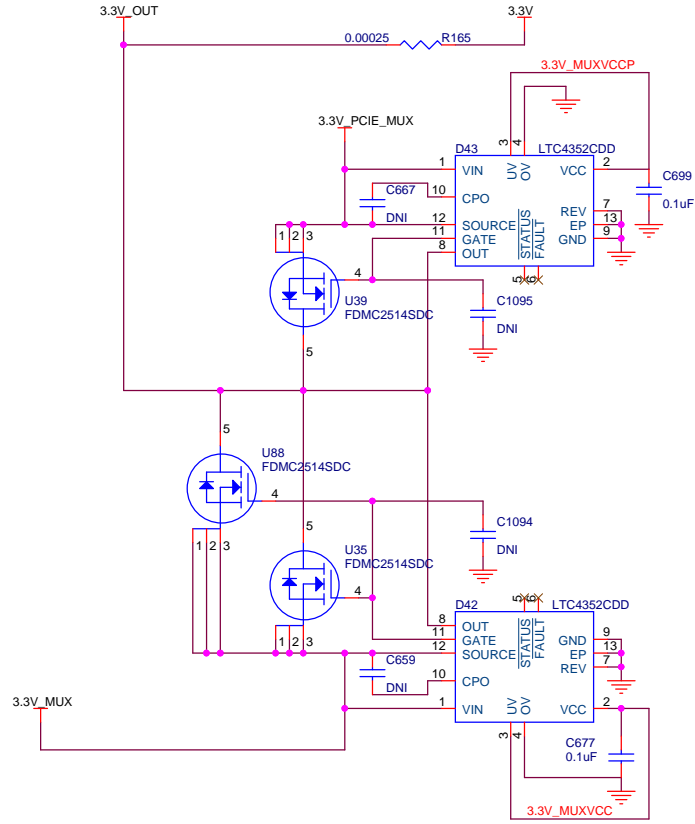 3.3V_OUT
3.3V
0.00025
R165
3.3V_MUXVCCP
3.3V_PCIE_MUX
3
4
D43
LTC4352CDD
1
VIN
UV
OV
VCC
2
C699
0.1uF
C667
DNI
10
CPO
REV
7
12
SOURCE
EP
13
11
GATE
GND
9
8
OUT
STATUS
FAULT
5
6
1
2
3
4
U39
FDMC2514SDC
C1095
DNI
5
5
U88
FDMC2514SDC
4
C1094
DNI
1
2
3
5
U35
FDMC2514SDC
4
1
2
3
5
6
D42
LTC4352CDD
8
OUT
STATUS
FAULT
11
GATE
GND
9
12
SOURCE
EP
13
REV
7
C659
DNI
10
CPO
1
VIN
UV
OV
VCC
2
3
4
3.3V_MUX
C677
0.1uF
3.3V_MUXVCC